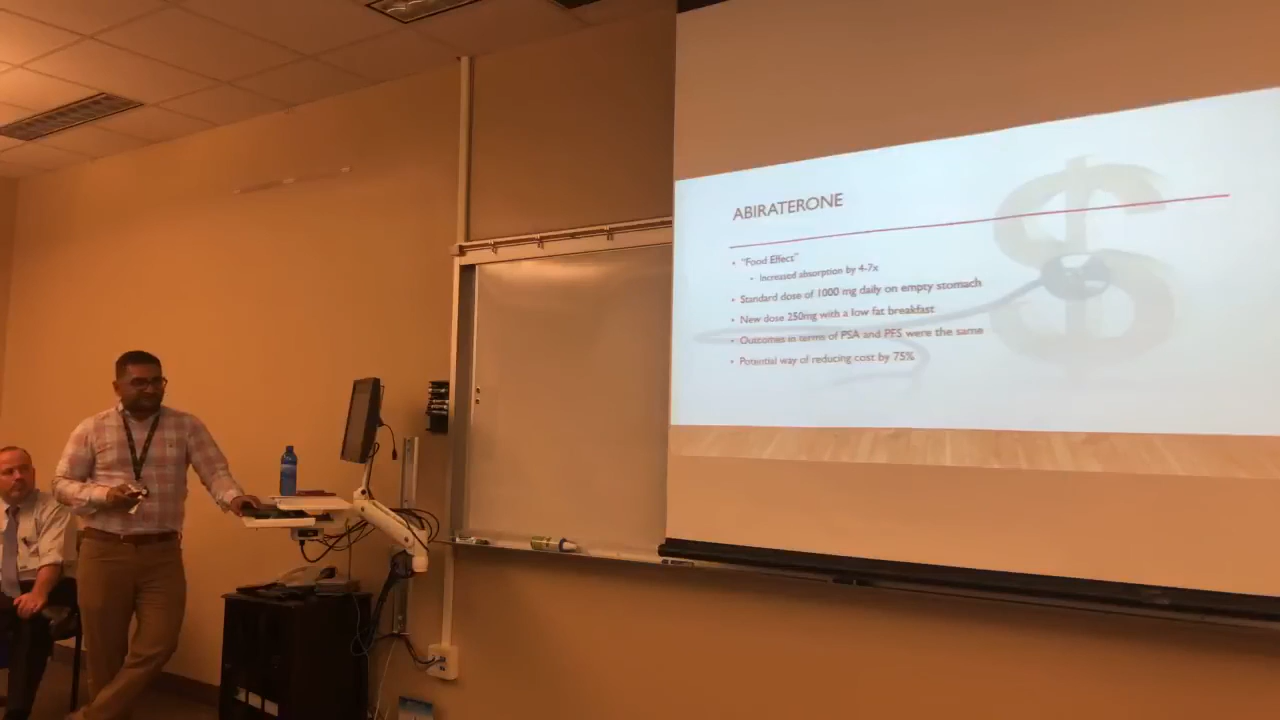 ABIRATERONE
"Food Effect"
Increased absorption by 4-7x
Standard dose of 1000 mg daily on empty stomach
New dose 250mg with a low fat breakfast
Outcomes in terms of PSA and PFS were the same
Potential way of reducing cost by 75%